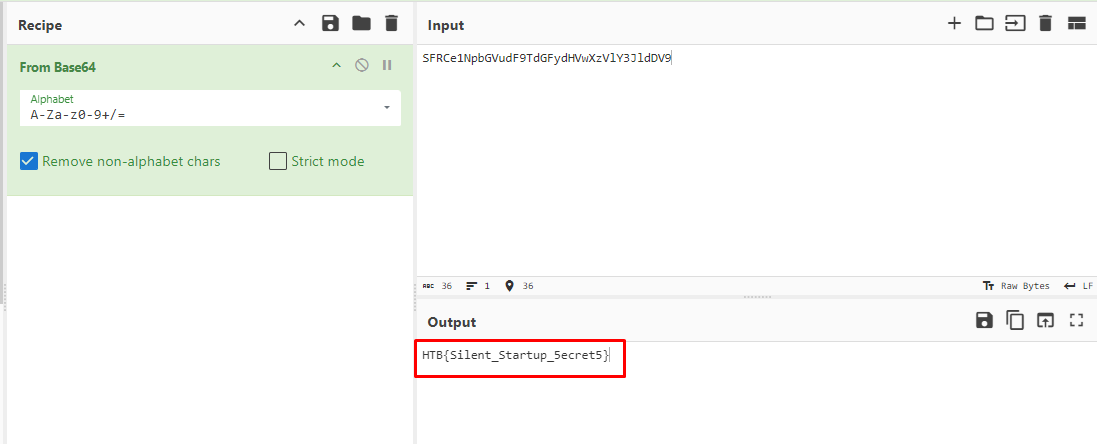 Recipe
From Base64
Alphabet
A-Za-z0-9+/=
Remove non-alphabet chars
Strict mode
Input
SFRCe1NpbGVudF9TdGFydHVwXzVlY3JldDV9
ABC 36 1 36
Tт Raw Bytes LF
Output
HTB{Silent_Startup_5ecret5}